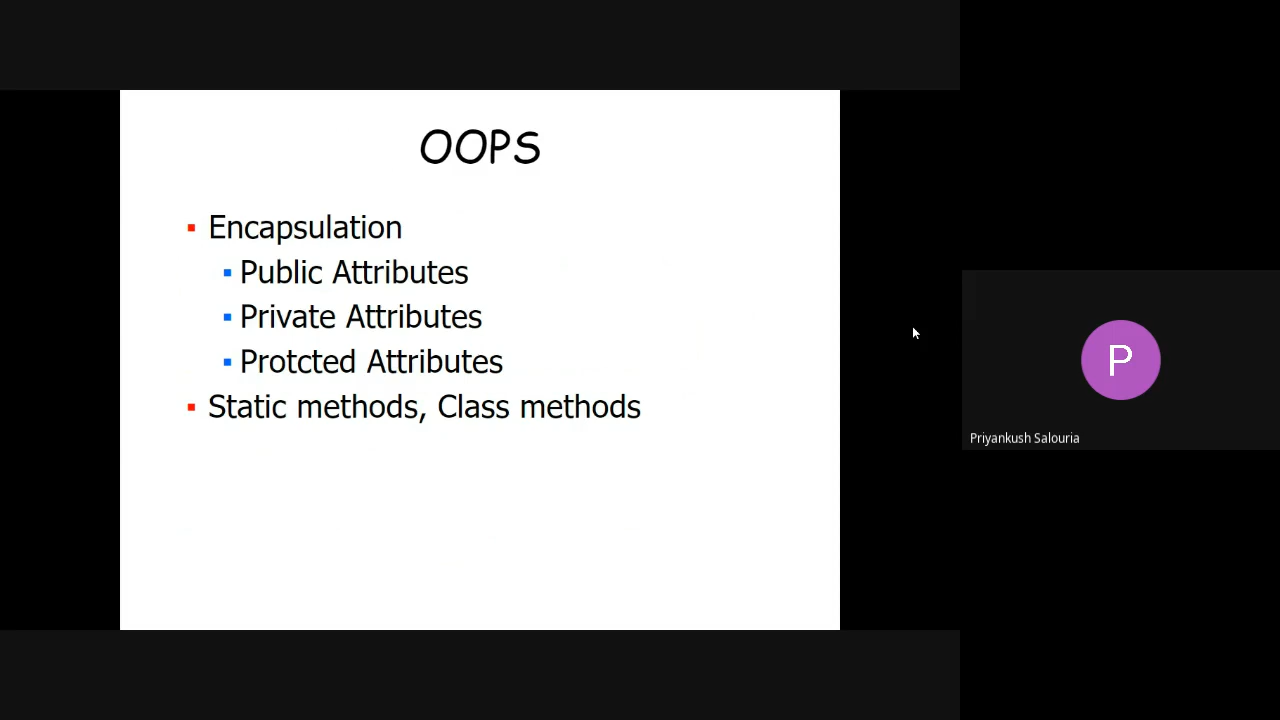 OOPS
Encapsulation
Public Attributes
Private Attributes
Protcted Attributes
Static methods, Class methods
P
Priyankush Salouria